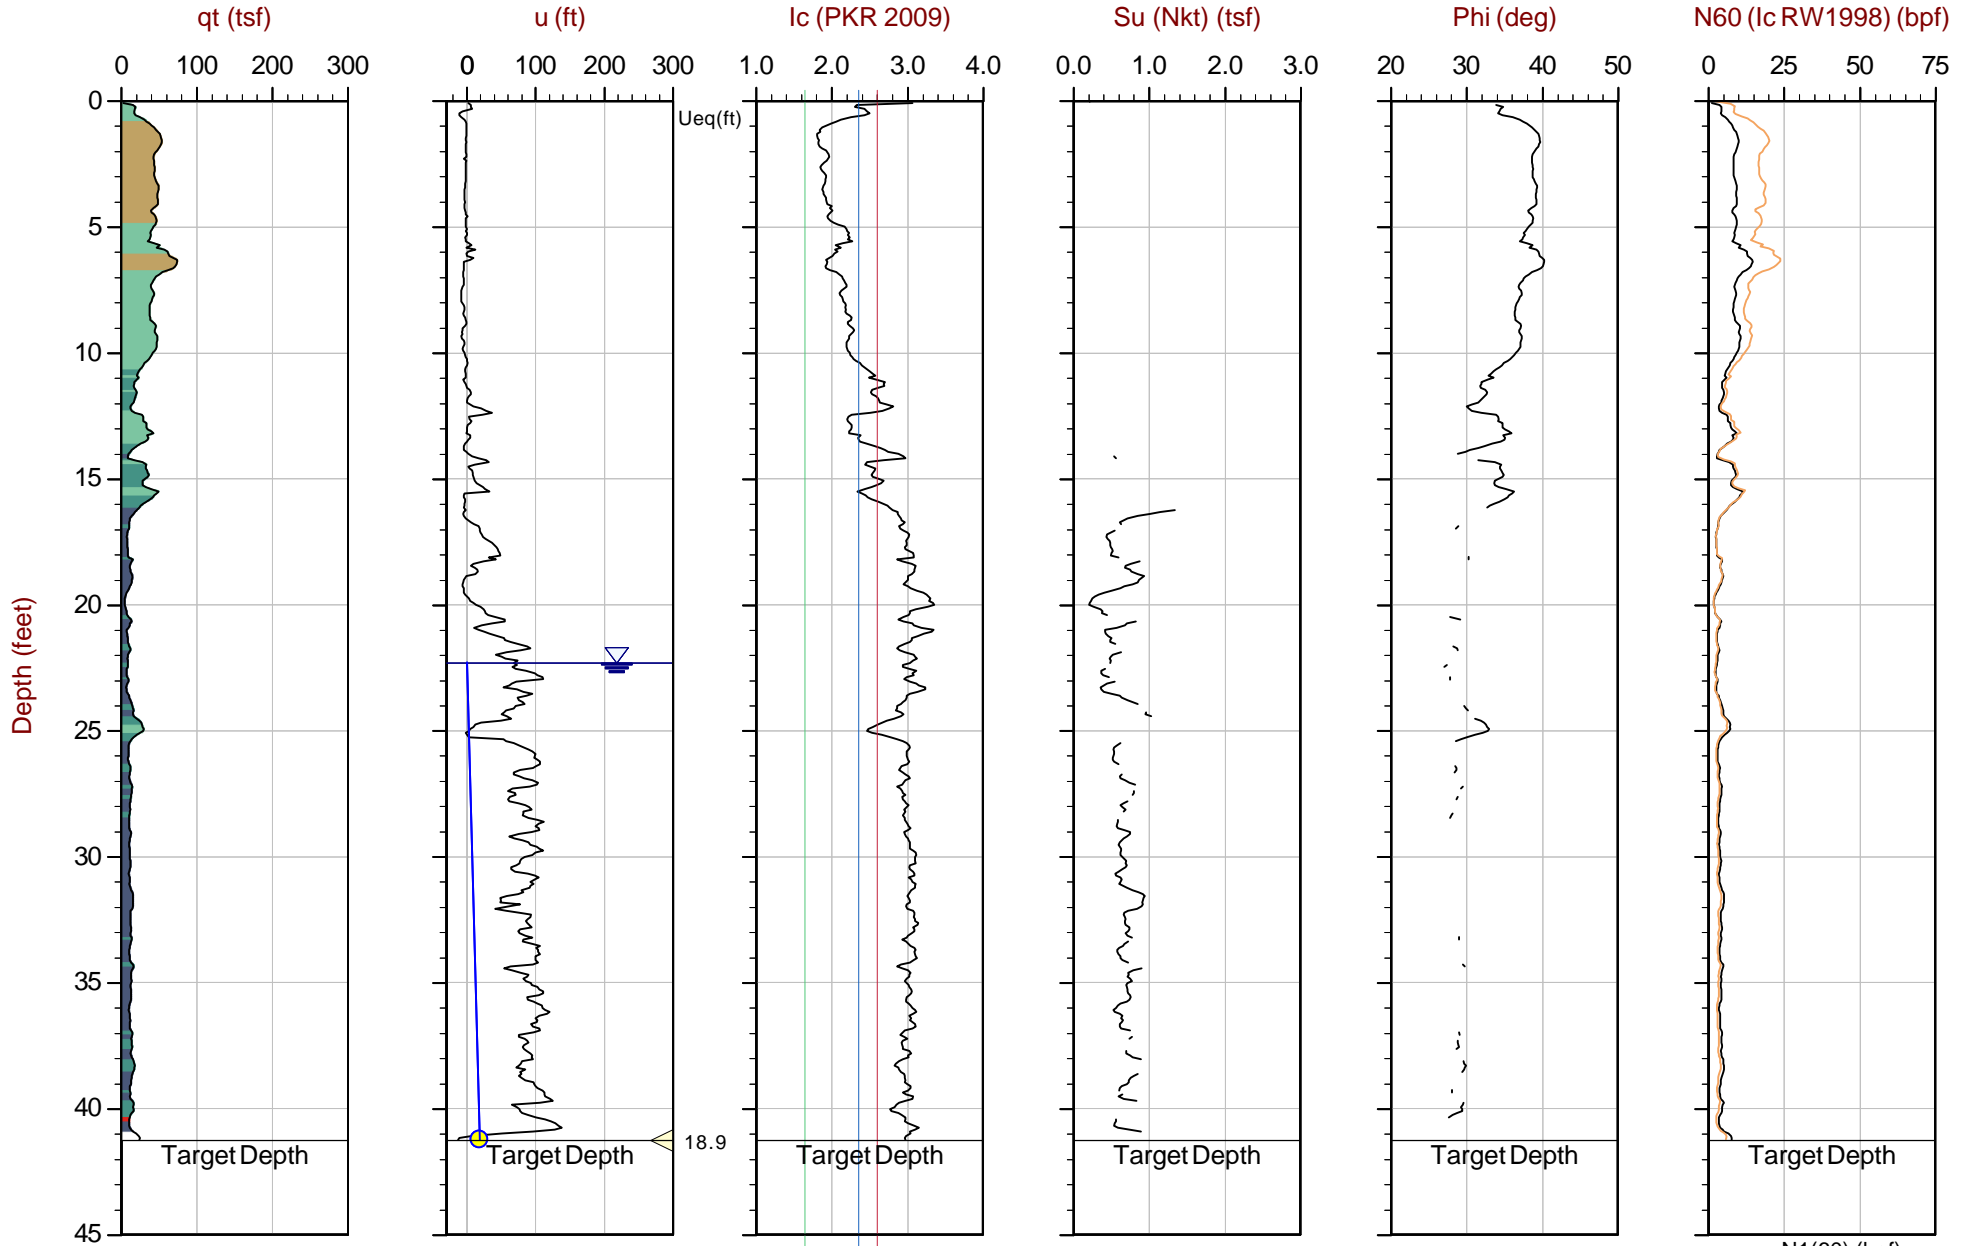 qt (tsf) u (ft) Ic (PKR 2009) Su (Nkt) (tsf) Phi (deg) N60 (Ic RW1998) (bpf)
0 100 200 300 0 100 200 300 1.0 2.0 3.0 4.0 0.0 1.0 2.0 3.0 20 30 40 50 0 25 50 75
0
Ueq(ft)
5
10
15
20
Depth (feet)
25
30
35
40
18.9
Target Depth Target Depth Target Depth Target Depth Target Depth Target Depth
45